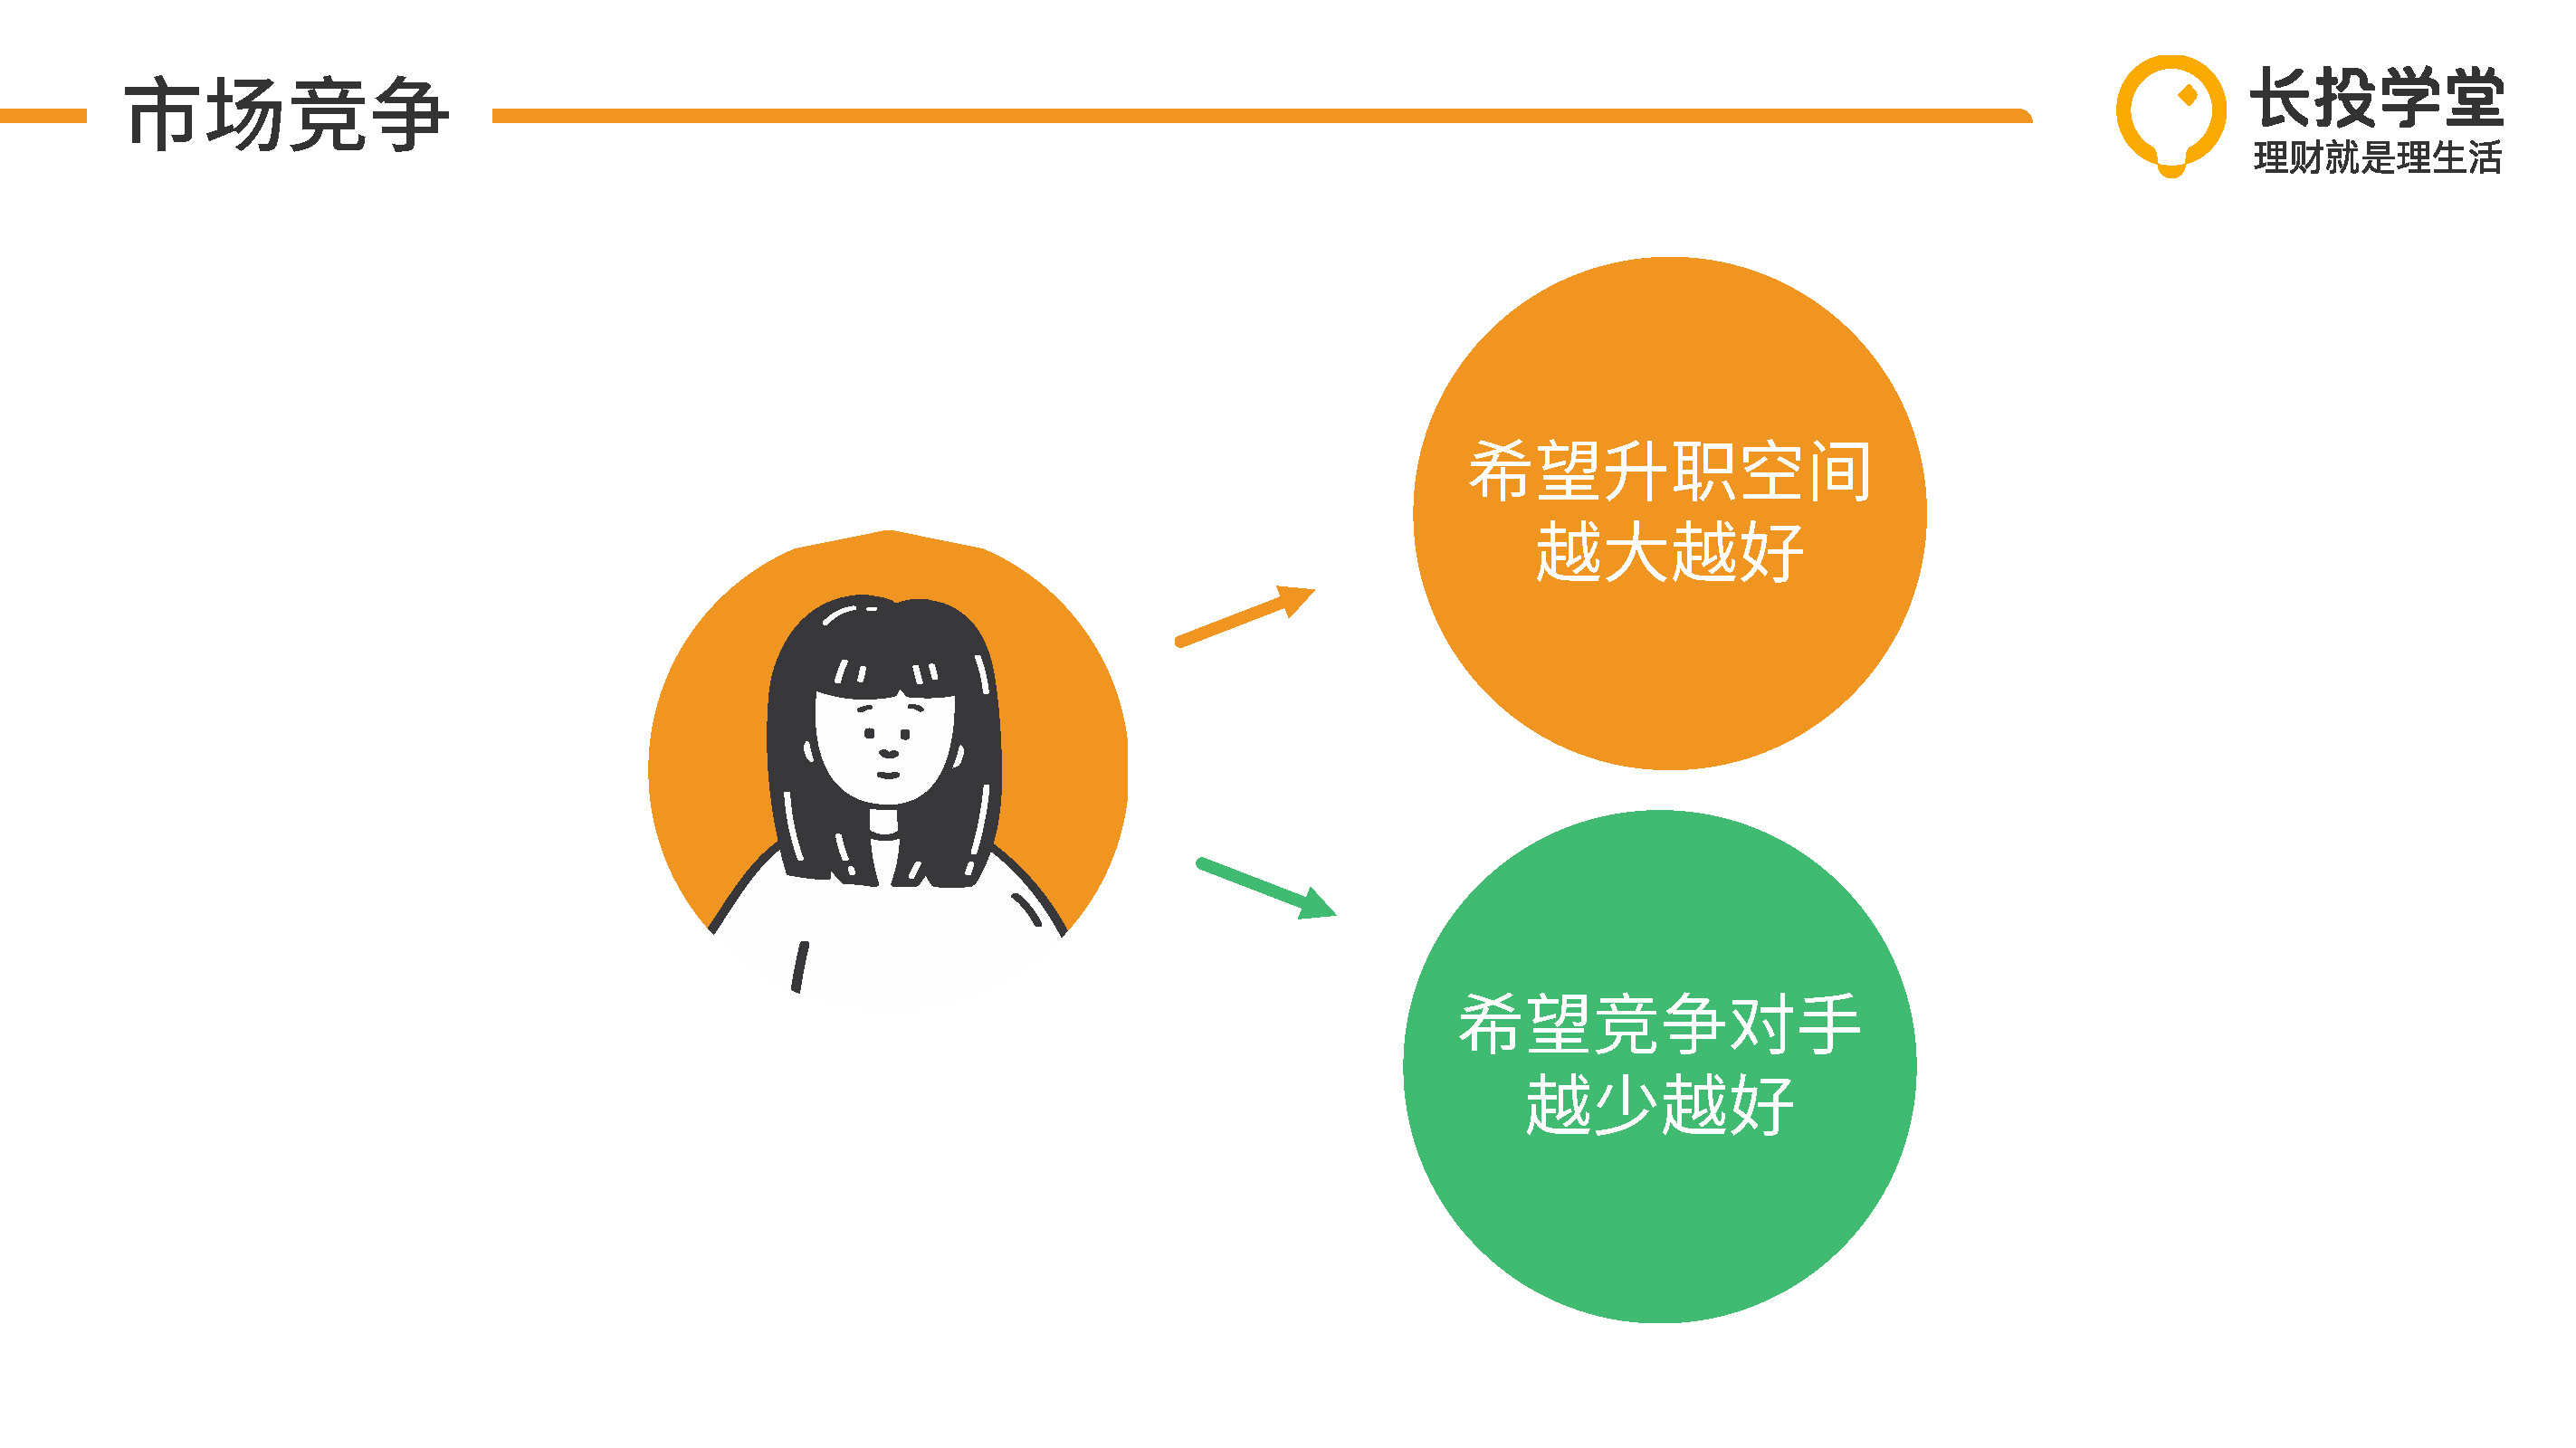 市场竞争
长投学堂
理财就是理生活
希望升职空间
越大越好
希望竞争对手
越少越好